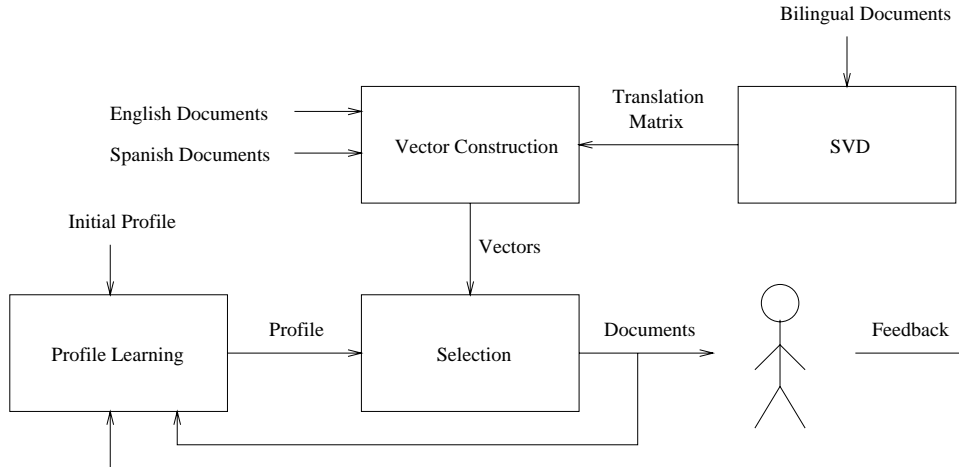 Bilingual Documents
English Documents
Spanish Documents
Vector Construction
Translation
Matrix
SVD
Initial Profile
Vectors
Profile Learning
Profile
Selection
Documents
Feedback